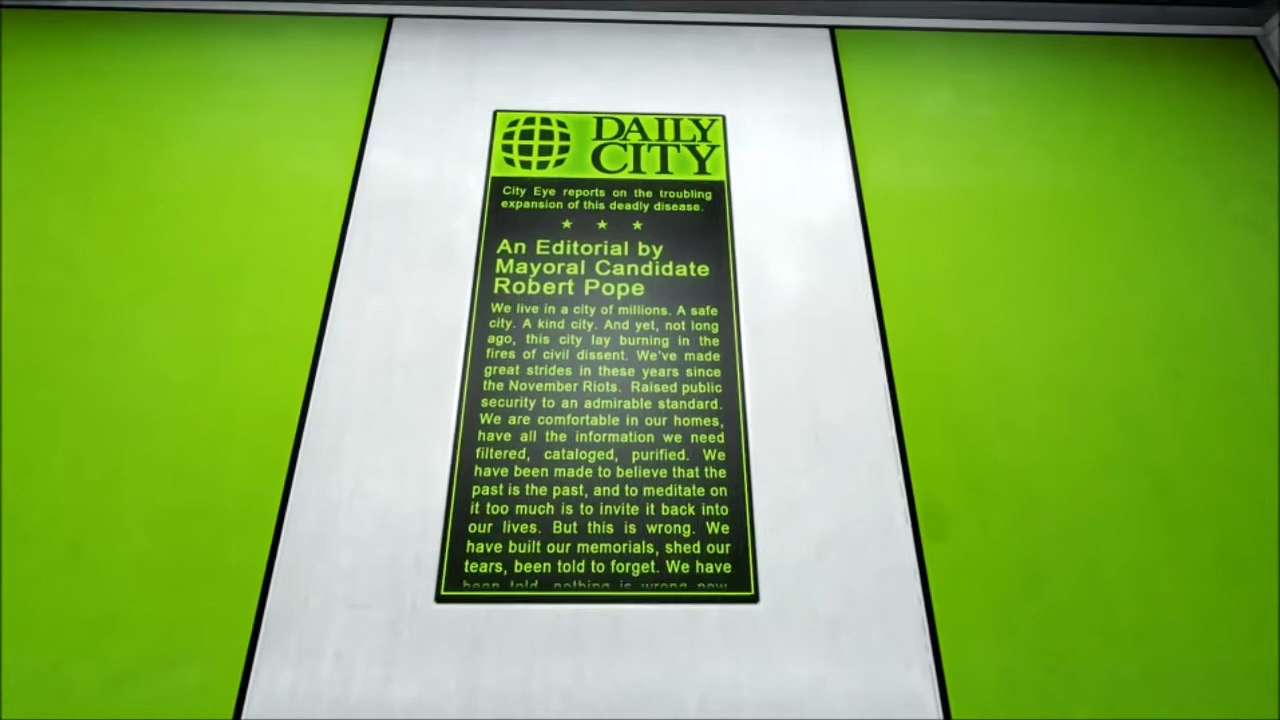 DAILY
CITY
City Eye reports on the troubling
expansion of this deadly disease.
An Editorial by
Mayoral Candidate
Robert Pope
We live in a city of millions. A safe
city. A kind city. And yet, not long
ago, this city lay burning in the
fires of civil dissent. We've made
great strides in these years since
the November Riots. Raised public
security to an admirable standard.
We are comfortable in our homes,
have all the information we need
filtered, cataloged, purified. We
have been made to believe that the
past is the past, and to meditate on
it too much is to invite it back into
our lives. But this is wrong. We
have built our memorials, shed our
tears, been told to forget. We have
been told, nothing is wrong now